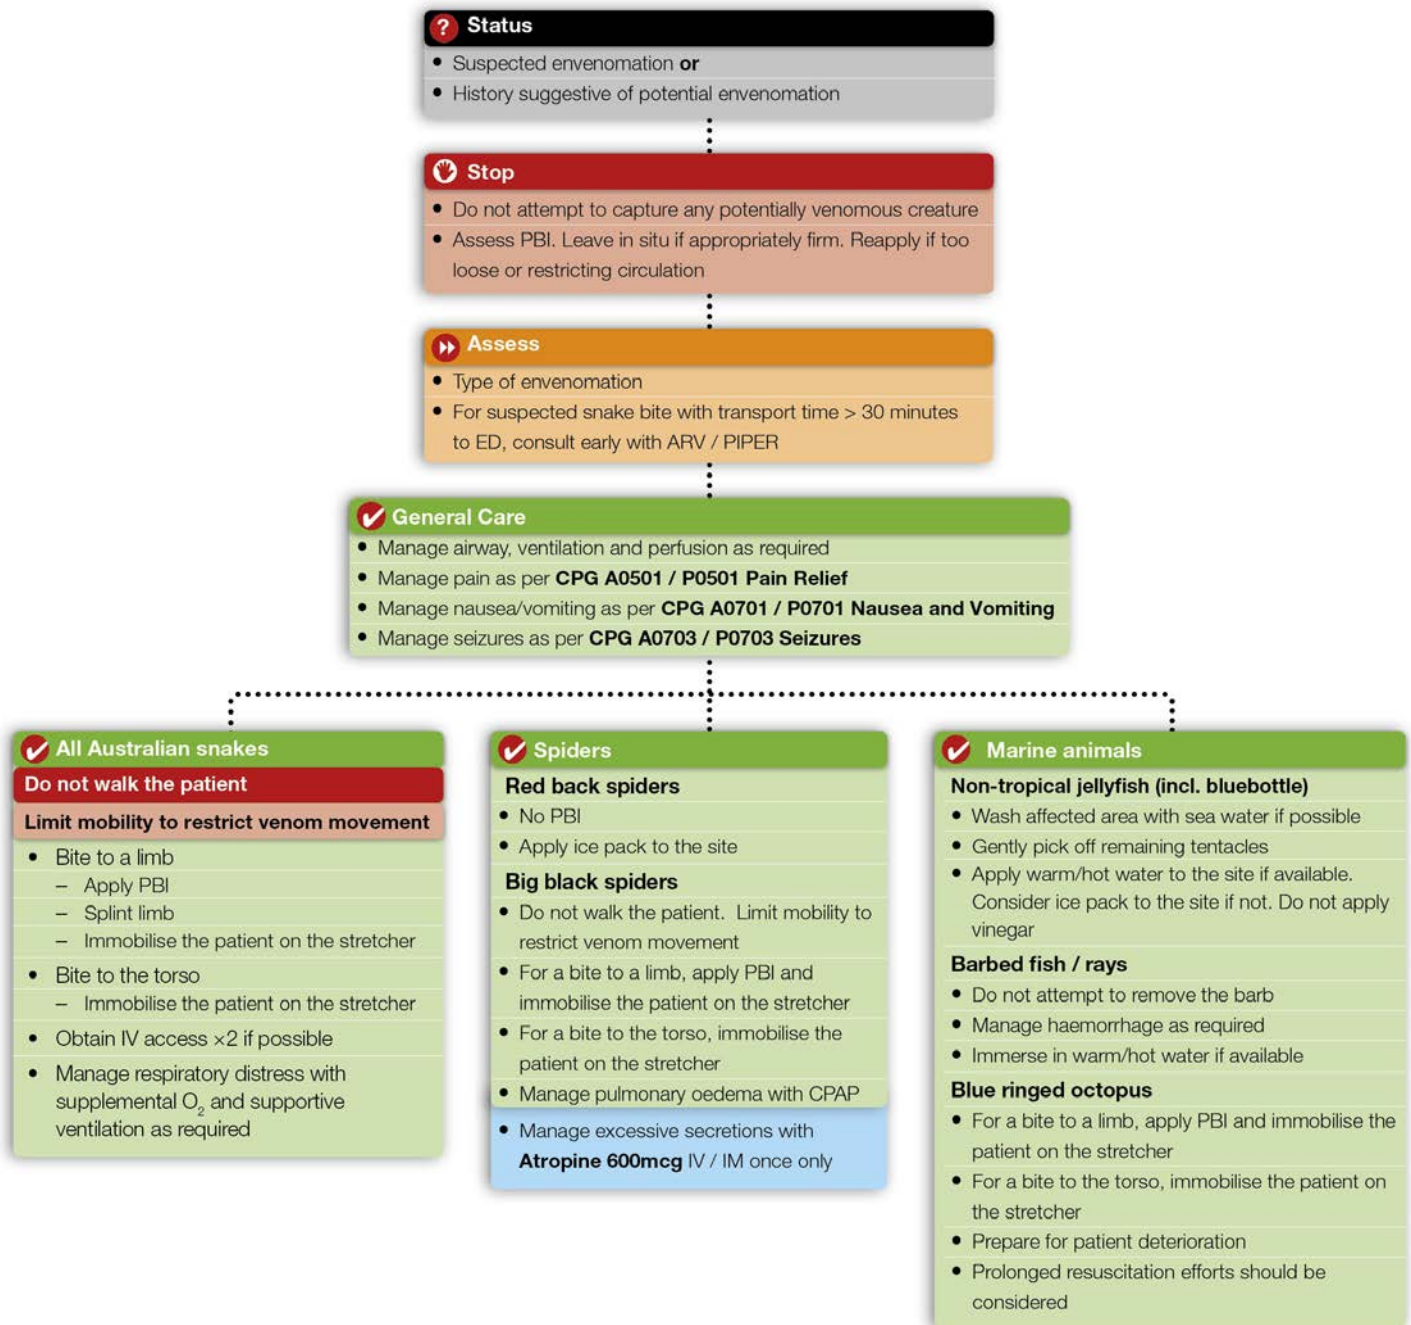 ? Status
• Suspected envenomation or
• History suggestive of potential envenomation
Stop
• Do not attempt to capture any potentially venomous creature
• Assess PBI. Leave in situ if appropriately firm. Reapply if too
loose or restricting circulation
Assess
• Type of envenomation
• For suspected snake bite with transport time > 30 minutes
to ED, consult early with ARV / PIPER
General Care
• Manage airway, ventilation and perfusion as required
• Manage pain as per CPG A0501 / P0501 Pain Relief
• Manage nausea/vomiting as per CPG A0701 / P0701 Nausea and Vomiting
• Manage seizures as per CPG A0703 / P0703 Seizures
All Australian snakes
Do not walk the patient
Limit mobility to restrict venom movement
• Bite to a limb
– Apply PBI
– Splint limb
– Immobilise the patient on the stretcher
• Bite to the torso
– Immobilise the patient on the stretcher
• Obtain IV access ×2 if possible
• Manage respiratory distress with
supplemental O₂ and supportive
ventilation as required
Spiders
Red back spiders
• No PBI
• Apply ice pack to the site
Big black spiders
• Do not walk the patient. Limit mobility to
restrict venom movement
• For a bite to a limb, apply PBI and
immobilise the patient on the stretcher
• For a bite to the torso, immobilise the
patient on the stretcher
• Manage pulmonary oedema with CPAP
• Manage excessive secretions with
Atropine 600mcg IV / IM once only
Marine animals
Non-tropical jellyfish (incl. bluebottle)
• Wash affected area with sea water if possible
• Gently pick off remaining tentacles
• Apply warm/hot water to the site if available.
Consider ice pack to the site if not. Do not apply
vinegar
Barbed fish / rays
• Do not attempt to remove the barb
• Manage haemorrhage as required
• Immerse in warm/hot water if available
Blue ringed octopus
• For a bite to a limb, apply PBI and immobilise the
patient on the stretcher
• For a bite to the torso, immobilise the patient on
the stretcher
• Prepare for patient deterioration
• Prolonged resuscitation efforts should be
considered